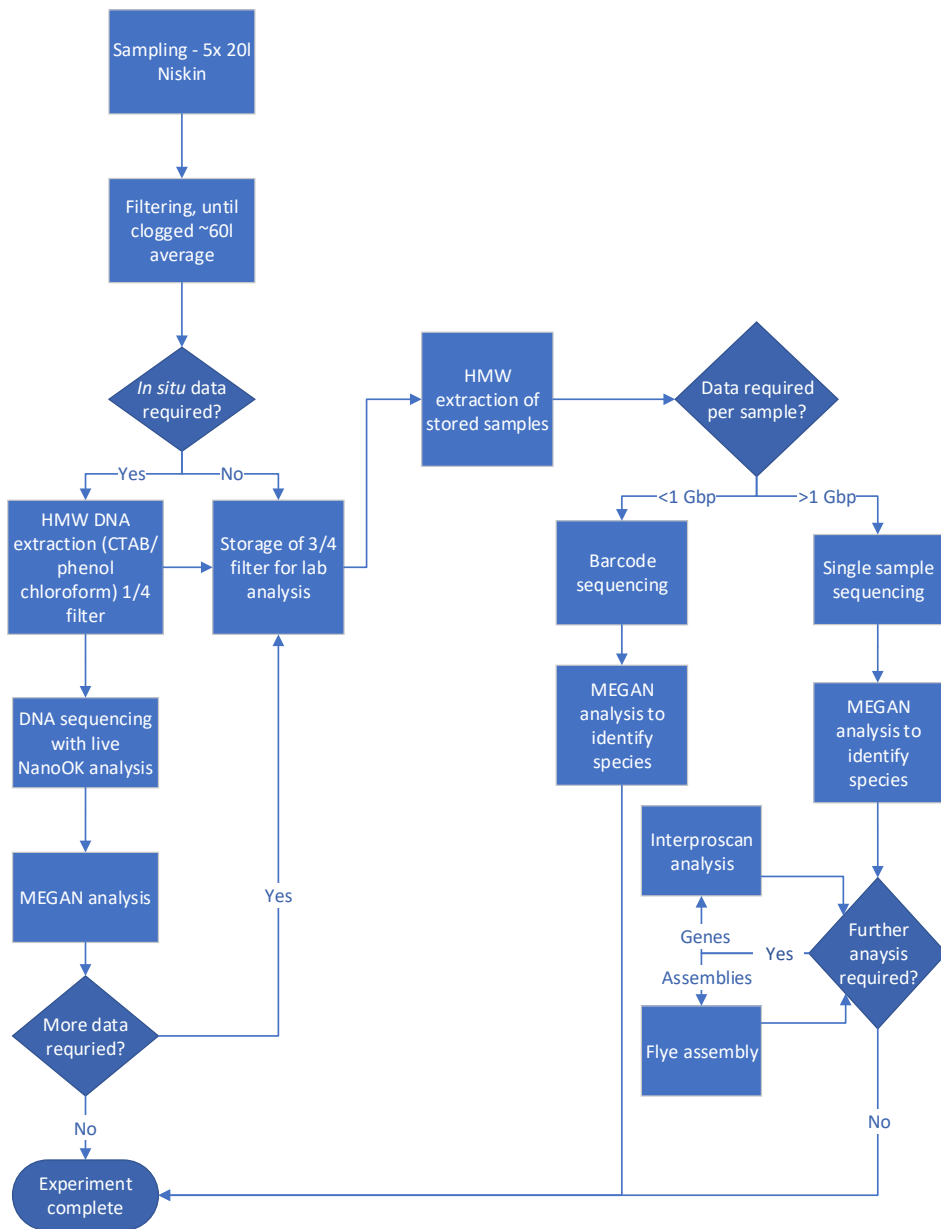 Sampling - 5x 20l
Niskin
Filtering, until
clogged ~60l
average
In situ data
required?
Yes
No
HMW DNA
extraction (CTAB/
phenol
chloroform) 1/4
filter
Storage of 3/4
filter for lab
analysis
DNA sequencing
with live
NanoOK analysis
MEGAN analysis
More data
requried?
Yes
No
Experiment
complete
HMW
extraction of
stored samples
Data required
per sample?
<1 Gbp
>1 Gbp
Barcode
sequencing
Single sample
sequencing
MEGAN
analysis to
identify
species
MEGAN
analysis to
identify
species
Interproscan
analysis
Genes
Yes
Assemblies
Further
anaysis
required?
Flye assembly
No